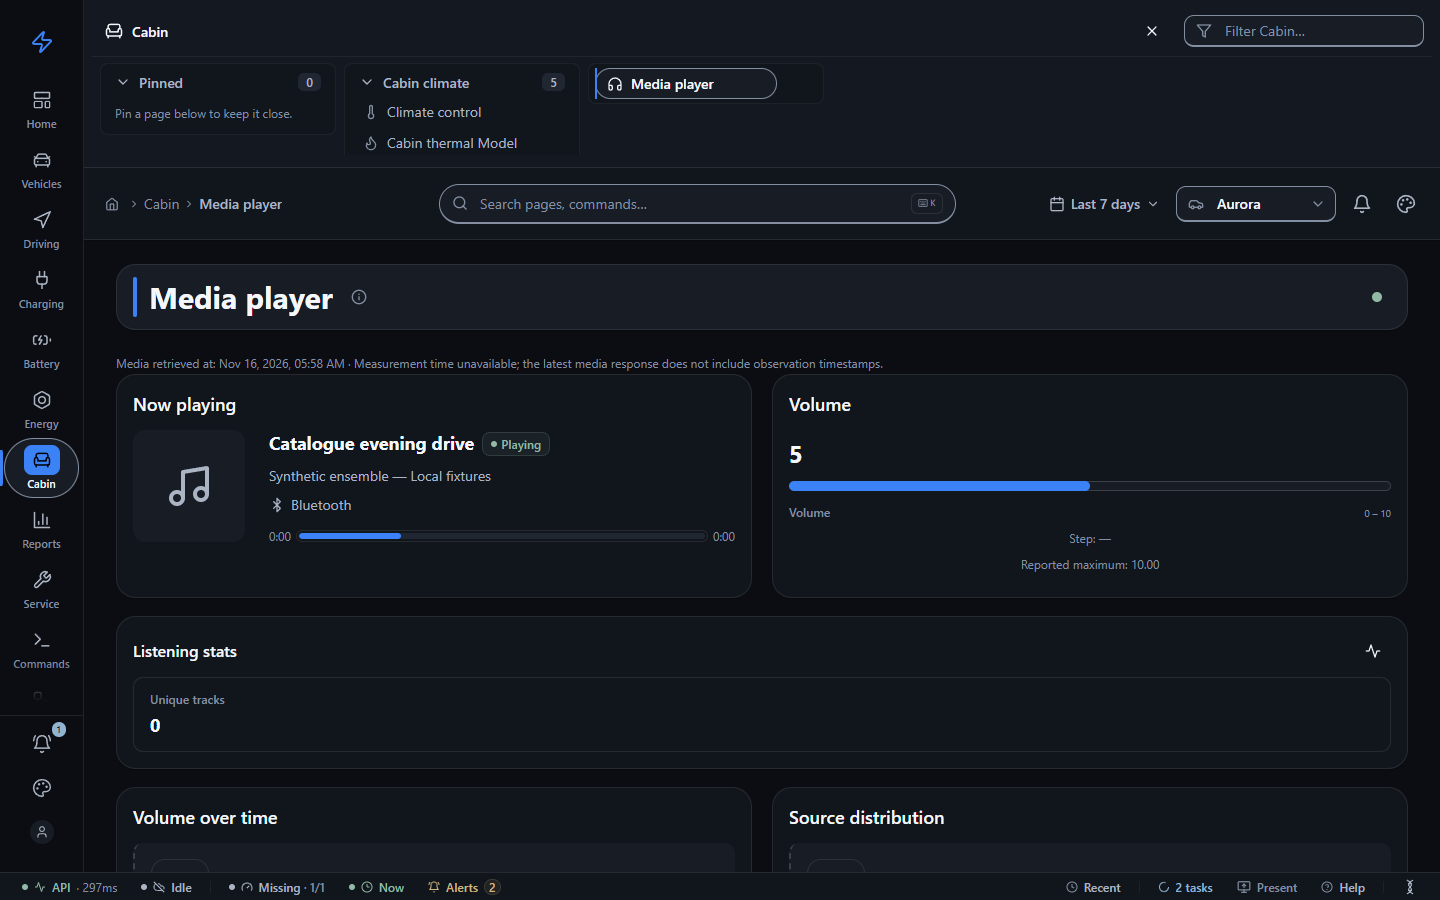 Cabin
Filter Cabin...
Pinned 0
Pin a page below to keep it close.
Cabin climate 5
Climate control
Cabin thermal Model
Media player
Home
Vehicles
Driving
Charging
Battery
Energy
Cabin
Reports
Service
Commands
1
Cabin > Media player
Search pages, commands...
K
Last 7 days
Aurora
Media player
Media retrieved at: Nov 16, 2026, 05:58 AM · Measurement time unavailable; the latest media response does not include observation timestamps.
Now playing
Catalogue evening drive Playing
Synthetic ensemble — Local fixtures
Bluetooth
0:00 0:00
Volume
5
Volume 0 – 10
Step: —
Reported maximum: 10.00
Listening stats
Unique tracks
0
Volume over time
Source distribution
API · 297ms Idle Missing · 1/1 Now Alerts 2 Recent 2 tasks Present Help